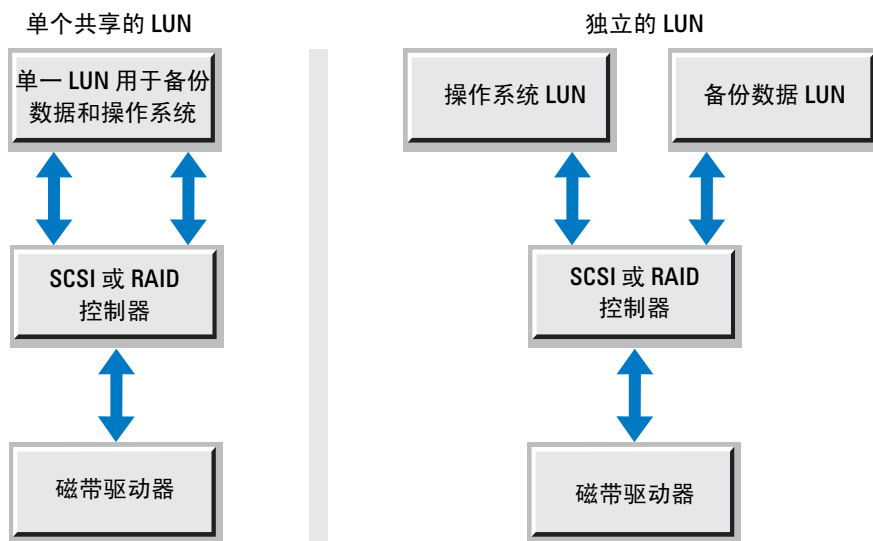 单个共享的 LUN
单一 LUN 用于备份
数据和操作系统
SCSI 或 RAID
控制器
磁带驱动器
独立的 LUN
操作系统 LUN
备份数据 LUN
SCSI 或 RAID
控制器
磁带驱动器